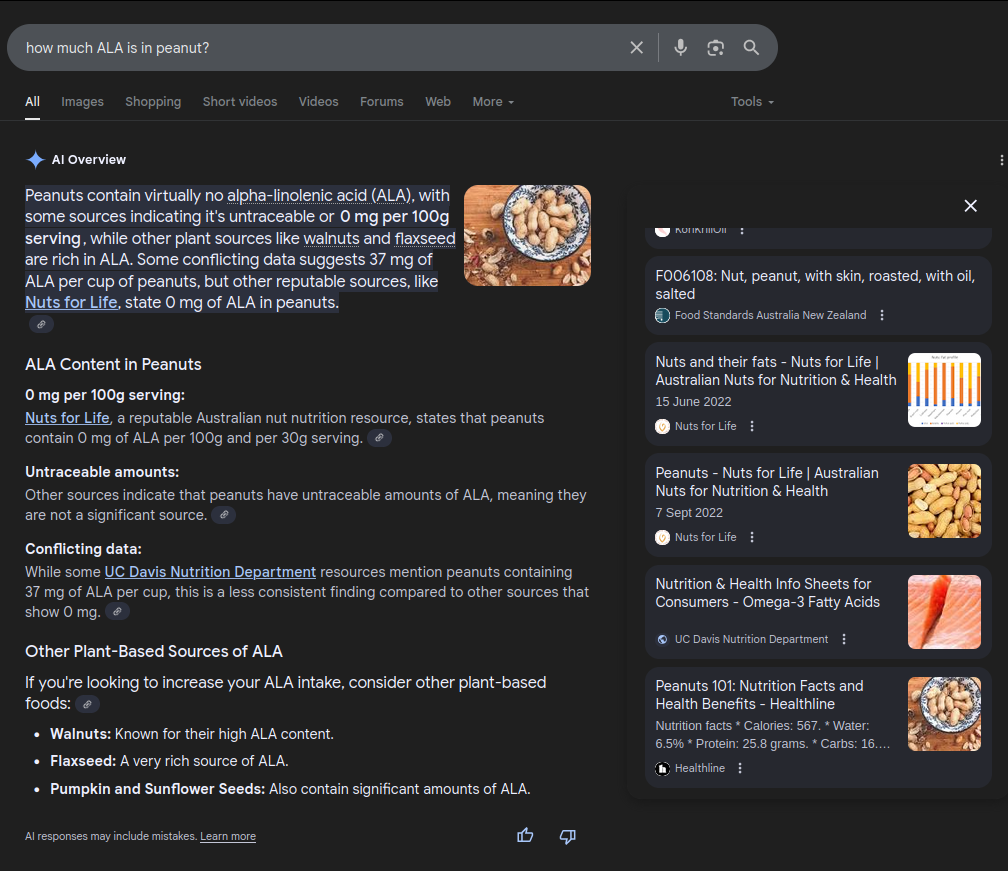 how much ALA is in peanut?
All Images Shopping Short videos Videos Forums Web More Tools
AI Overview
Peanuts contain virtually no alpha-linolenic acid (ALA), with
some sources indicating it's untraceable or 0 mg per 100g
serving, while other plant sources like walnuts and flaxseed
are rich in ALA. Some conflicting data suggests 37 mg of
ALA per cup of peanuts, but other reputable sources, like
Nuts for Life, state 0 mg of ALA in peanuts.
ALA Content in Peanuts
0 mg per 100g serving:
Nuts for Life, a reputable Australian nut nutrition resource, states that peanuts
contain 0 mg of ALA per 100g and per 30g serving.
Untraceable amounts:
Other sources indicate that peanuts have untraceable amounts of ALA, meaning they
are not a significant source.
Conflicting data:
While some UC Davis Nutrition Department resources mention peanuts containing
37 mg of ALA per cup, this is a less consistent finding compared to other sources that
show 0 mg.
Other Plant-Based Sources of ALA
If you're looking to increase your ALA intake, consider other plant-based
foods:
• Walnuts: Known for their high ALA content.
• Flaxseed: A very rich source of ALA.
• Pumpkin and Sunflower Seeds: Also contain significant amounts of ALA.
AI responses may include mistakes. Learn more
F006108: Nut, peanut, with skin, roasted, with oil,
salted
Food Standards Australia New Zealand
Nuts and their fats - Nuts for Life |
Australian Nuts for Nutrition & Health
15 June 2022
Nuts for Life
Peanuts - Nuts for Life | Australian
Nuts for Nutrition & Health
7 Sept 2022
Nuts for Life
Nutrition & Health Info Sheets for
Consumers - Omega-3 Fatty Acids
UC Davis Nutrition Department
Peanuts 101: Nutrition Facts and
Health Benefits - Healthline
Nutrition facts * Calories: 567. * Water:
6.5% * Protein: 25.8 grams. * Carbs: 16....
Healthline